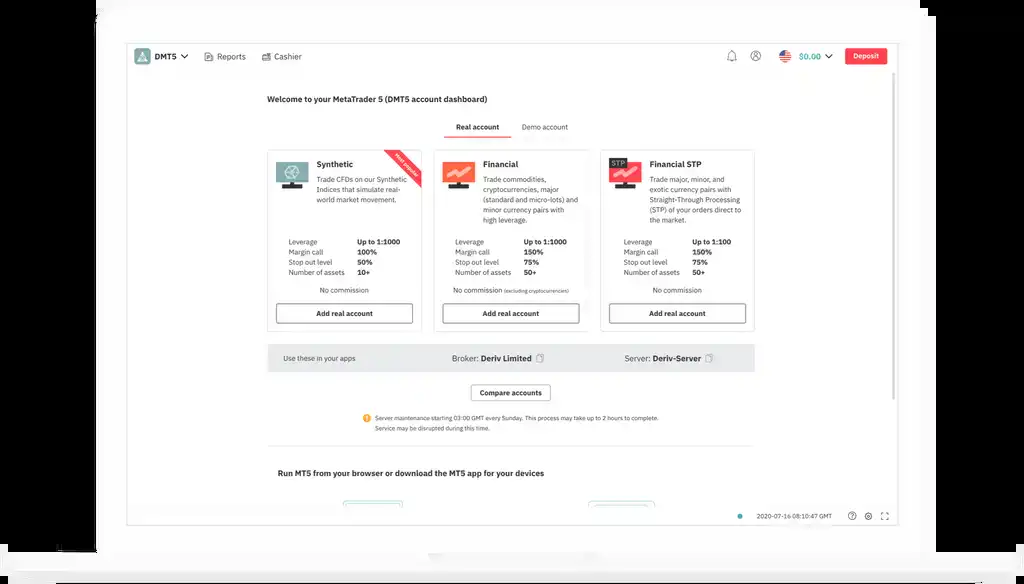 DMT5
Reports
Cashier
$0.00
Deposit
Welcome to your MetaTrader 5 (DMT5 account dashboard)
Real account
Demo account
Most popular
Synthetic
Trade CFDs on our Synthetic
Indices that simulate real-
world market movement.
Leverage Up to 1:1000
Margin call 100%
Stop out level 50%
Number of assets 10+
No commission
Add real account
Financial
Trade commodities,
cryptocurrencies, major
(standard and micro-lots) and
minor currency pairs with
high leverage.
Leverage Up to 1:1000
Margin call 150%
Stop out level 75%
Number of assets 50+
No commission (excluding cryptocurrencies)
Add real account
STP
Financial STP
Trade major, minor, and
exotic currency pairs with
Straight-Through Processing
(STP) of your orders direct to
the market.
Leverage Up to 1:100
Margin call 150%
Stop out level 75%
Number of assets 50+
No commission
Add real account
Use these in your apps
Broker: Deriv Limited
Server: Deriv-Server
Compare accounts
Server maintenance starting 03:00 GMT every Sunday. This process may take up to 2 hours to complete.
Service may be disrupted during this time.
Run MT5 from your browser or download the MT5 app for your devices
2020-07-16 08:10:47 GMT